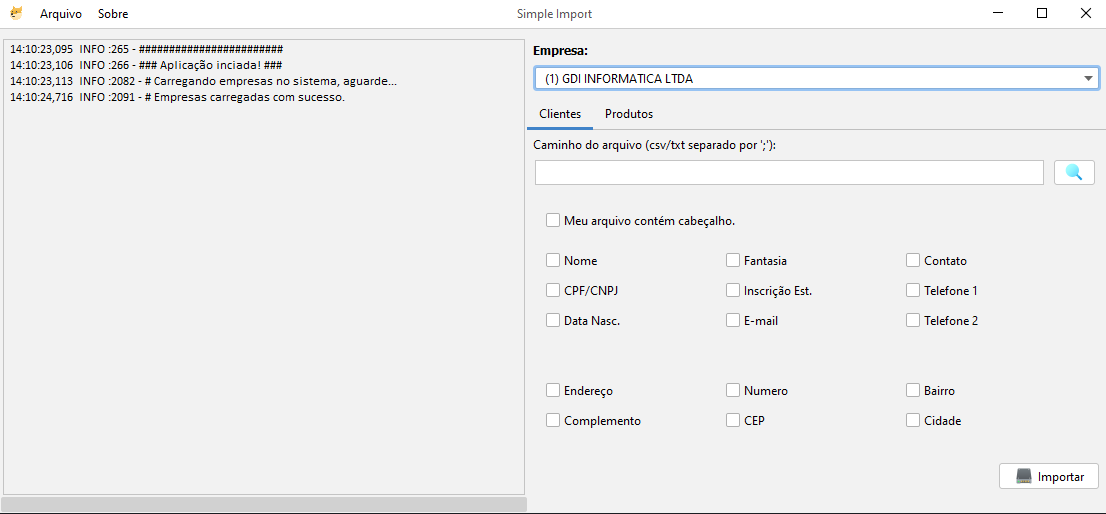 Arquivo Sobre Simple Import
14:10:23,095 INFO :265 - ########################
14:10:23,106 INFO :266 - ### Aplicação inciada! ###
14:10:23,113 INFO :2082 - # Carregando empresas no sistema, aguarde...
14:10:24,716 INFO :2091 - # Empresas carregadas com sucesso.
Empresa:
(1) GDI INFORMATICA LTDA
Clientes Produtos
Caminho do arquivo (csv/txt separado por ';'):
Meu arquivo contém cabeçalho.
Nome Fantasia Contato
CPF/CNPJ Inscrição Est. Telefone 1
Data Nasc. E-mail Telefone 2
Endereço Numero Bairro
Complemento CEP Cidade
Importar